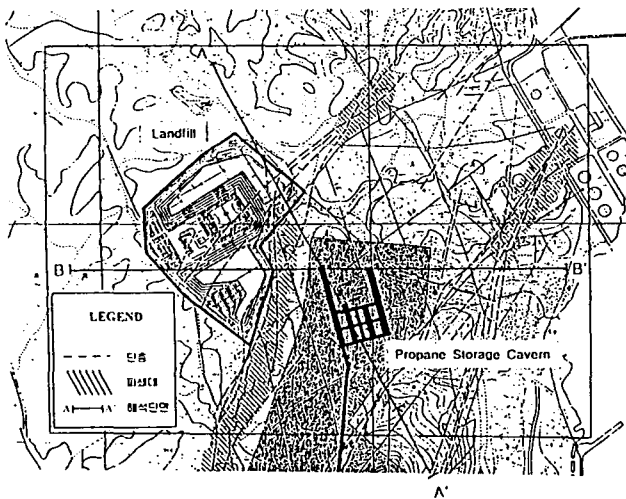 A
Landfill
B
B'
LEGEND
단층
파쇄대
A A' 해석단면
Propane Storage Cavern
A'